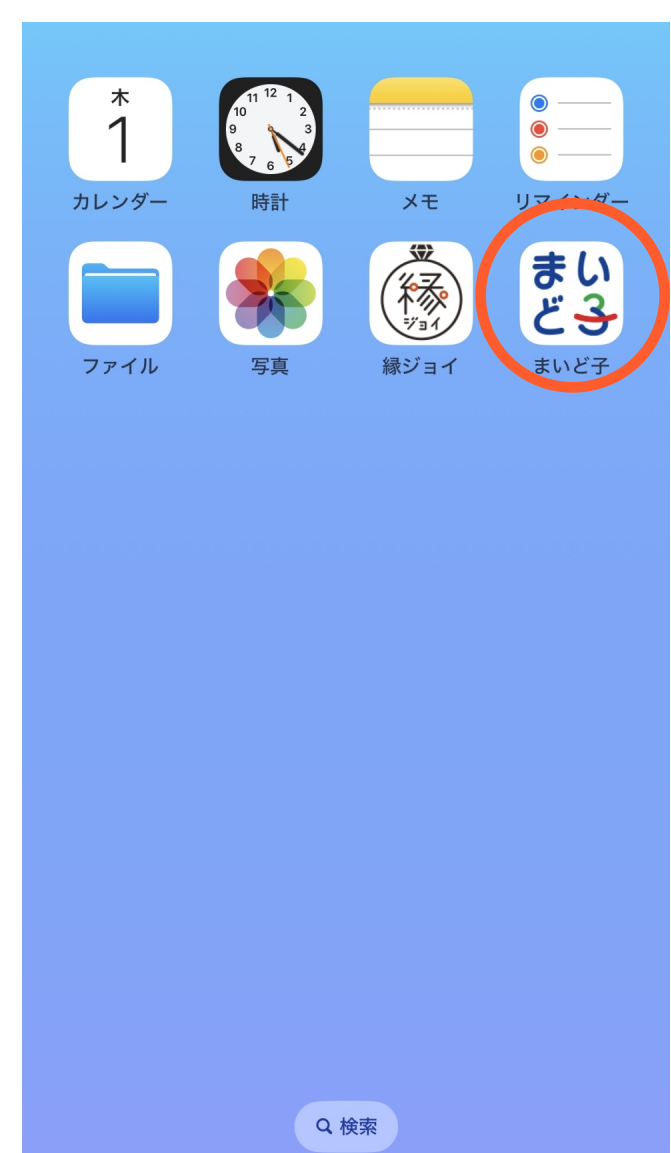 木
1
11 12 1
10 2
9 3
8 4
7 6 5
カレンダー 時計 メモ リマインダー
縁
ジョイ
まい
ど子
ファイル 写真 縁ジョイ まいど子
検索